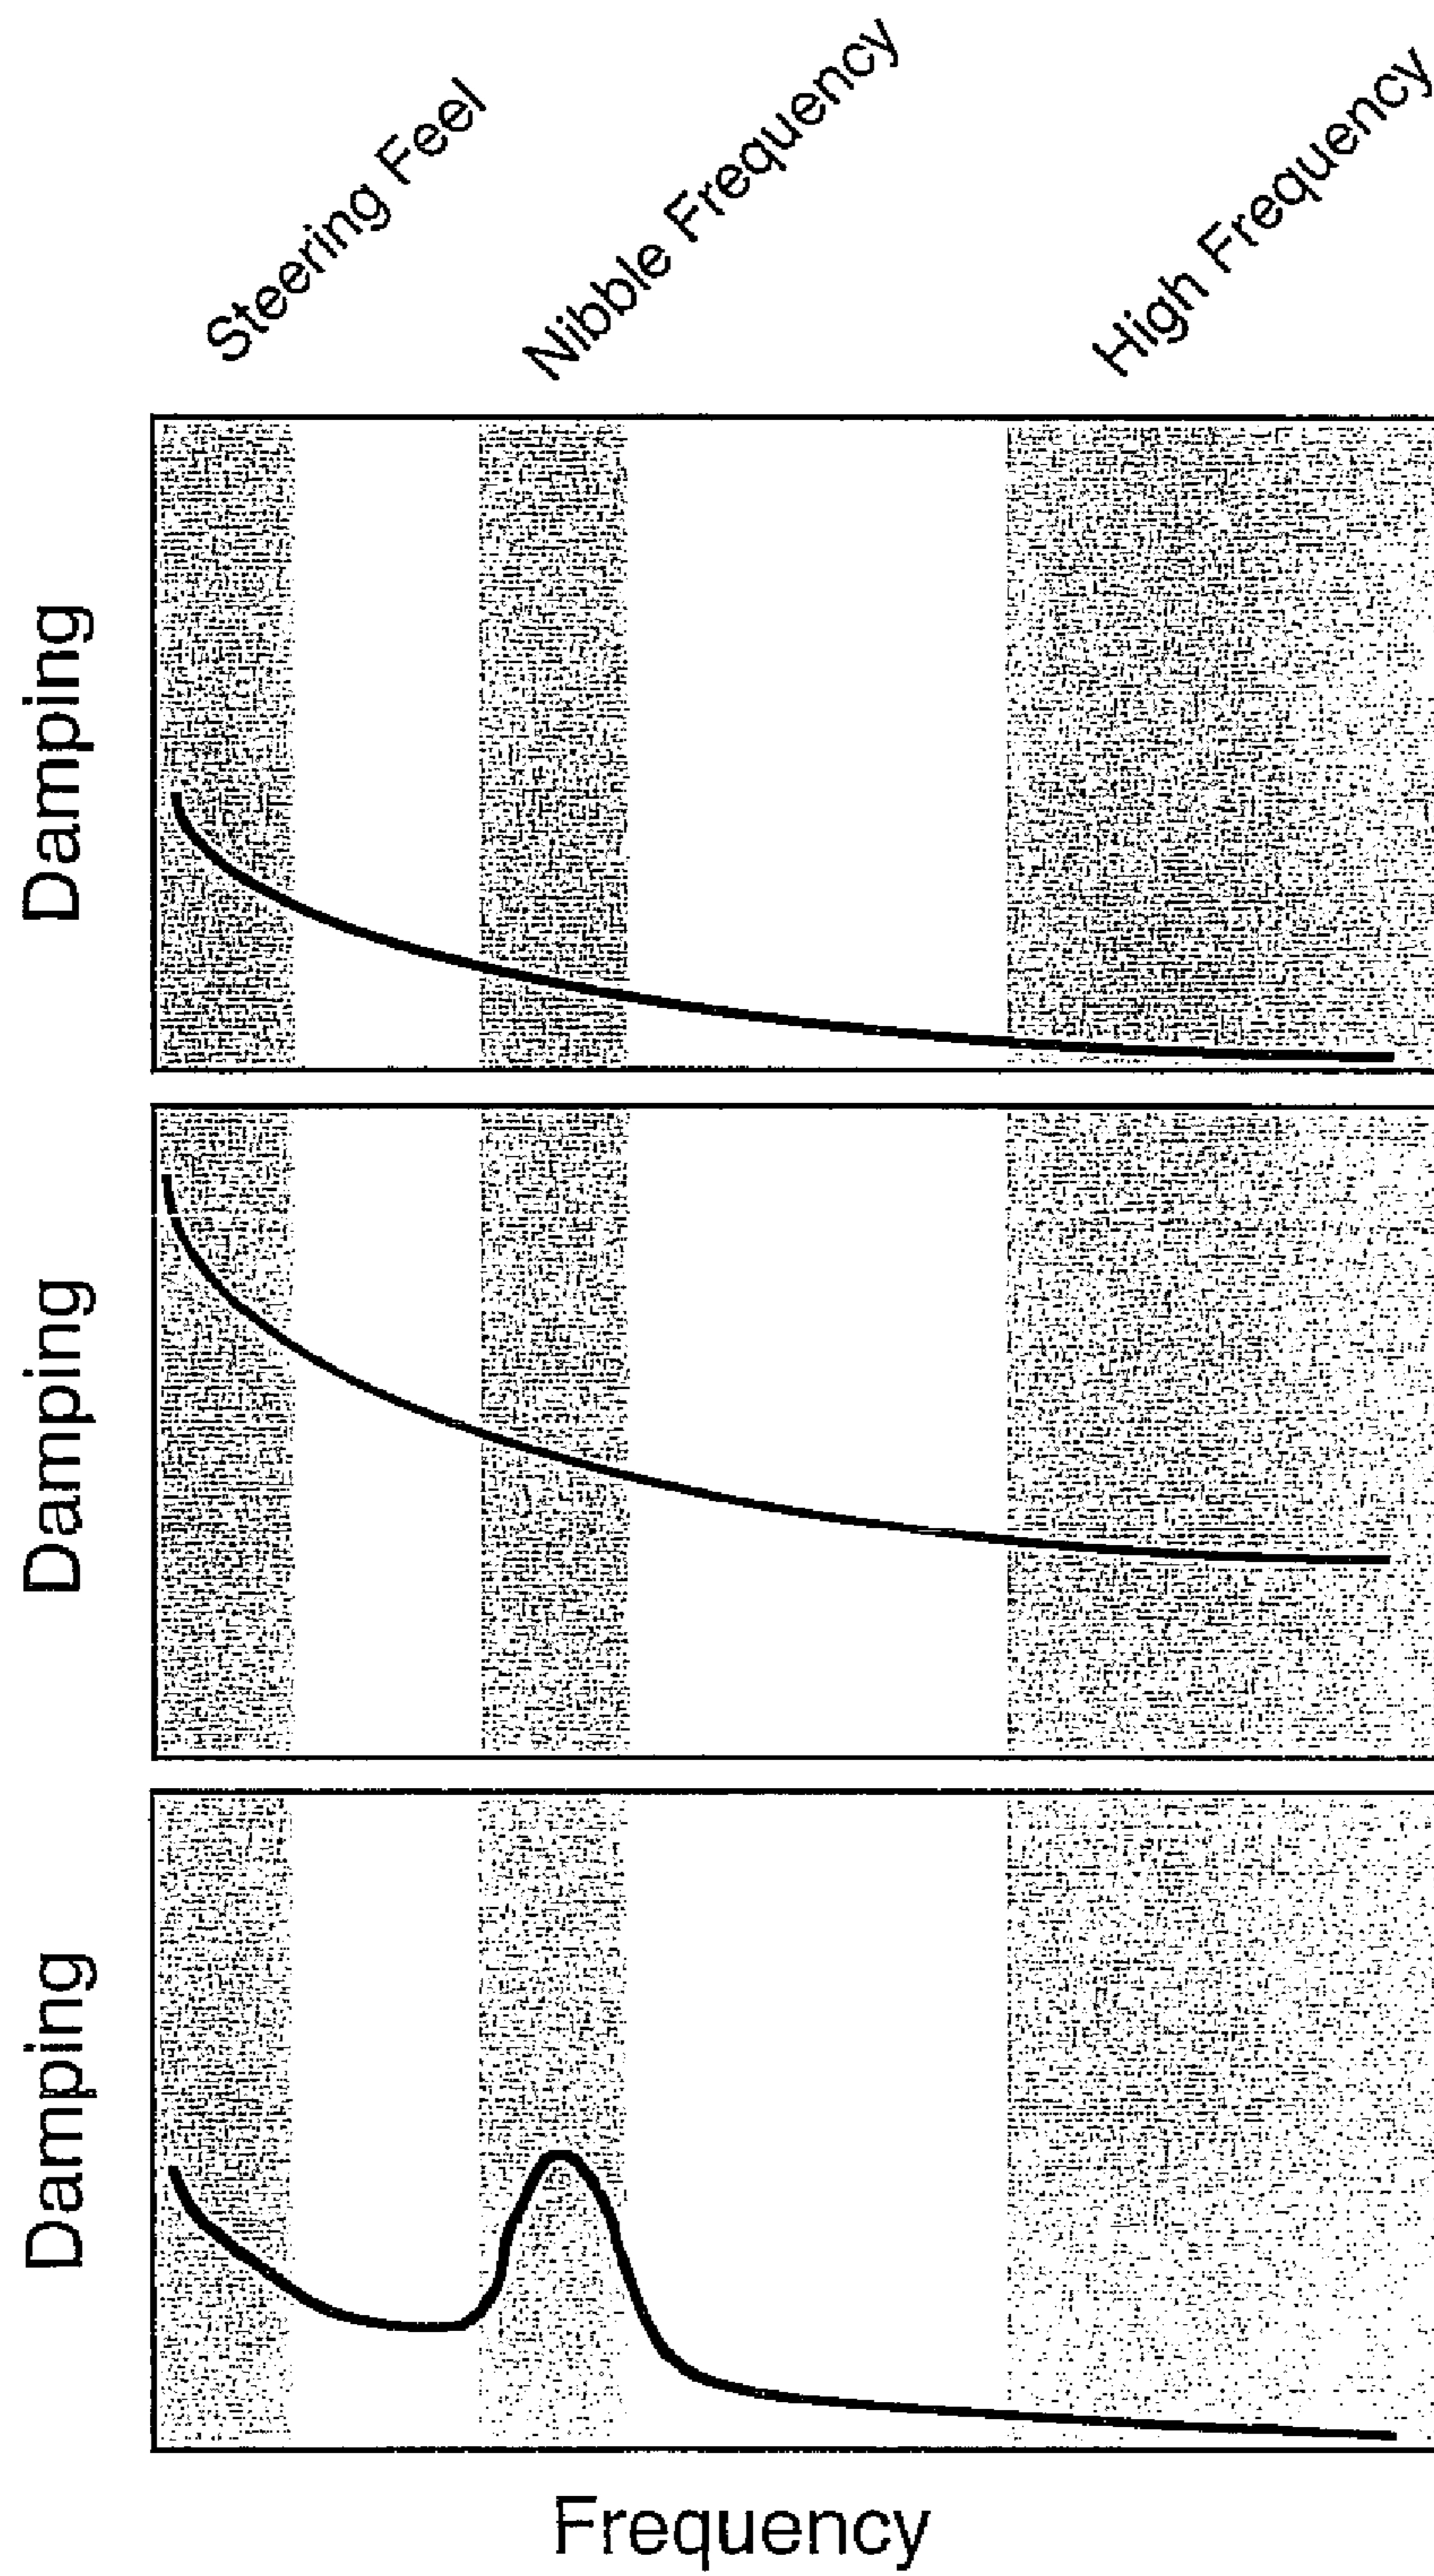 Steering Feel
Nibble Frequency
High Frequency
Damping
Damping
Damping
Frequency